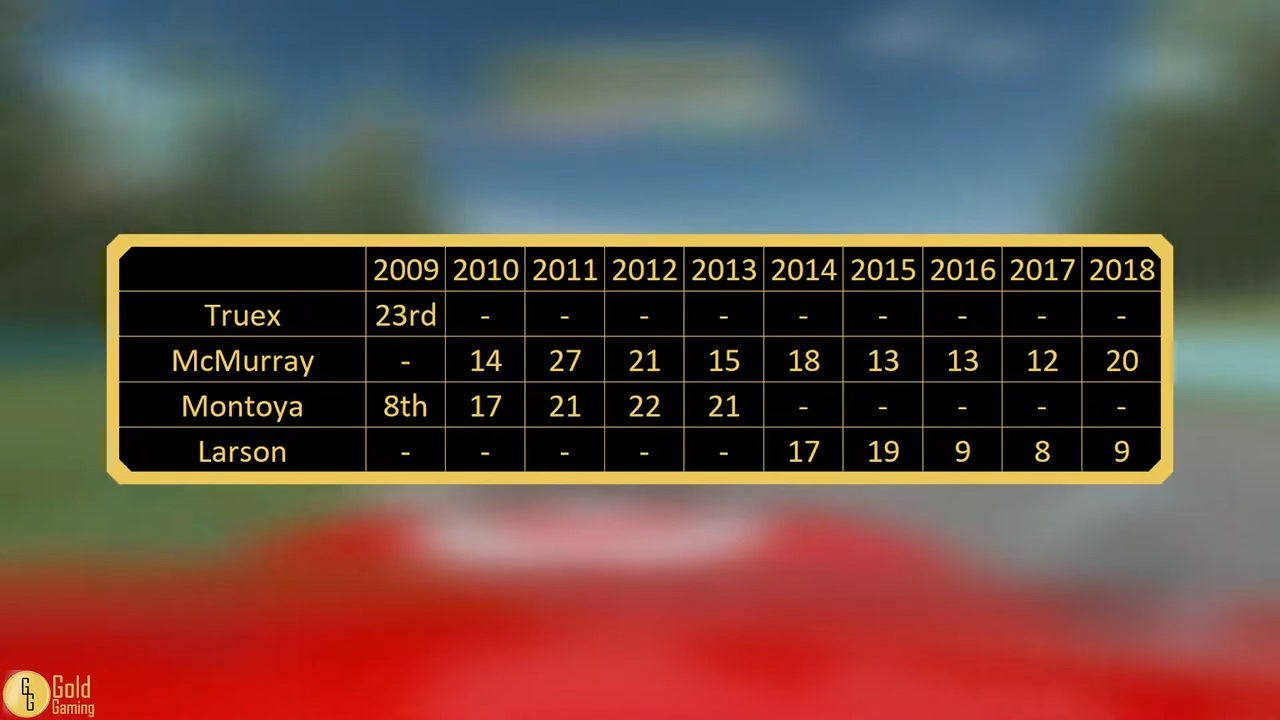 2009 2010 2011 2012 2013 2014 2015 2016 2017 2018
Truex 23rd - - - - - - - - -
McMurray - 14 27 21 15 18 13 13 12 20
Montoya 8th 17 21 22 21 - - - - -
Larson - - - - - 17 19 9 8 9
GG
Gold
Gaming